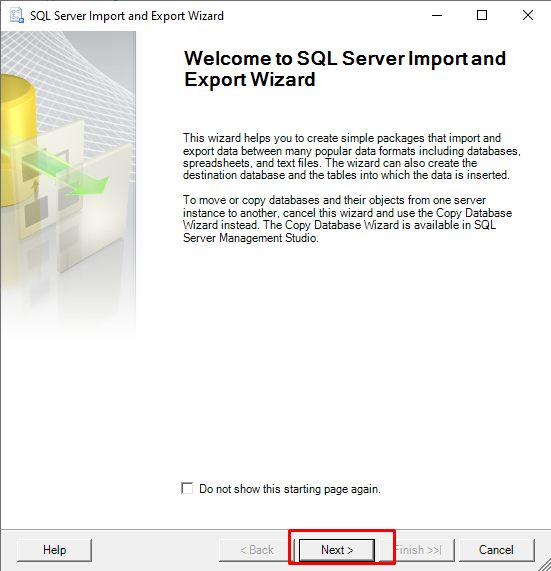 SQL Server Import and Export Wizard
Welcome to SQL Server Import and
Export Wizard
This wizard helps you to create simple packages that import and
export data between many popular data formats including databases,
spreadsheets, and text files. The wizard can also create the
destination database and the tables into which the data is inserted.
To move or copy databases and their objects from one server
instance to another, cancel this wizard and use the Copy Database
Wizard instead. The Copy Database Wizard is available in SQL
Server Management Studio.
Do not show this starting page again.
Help < Back Next > Finish >>| Cancel